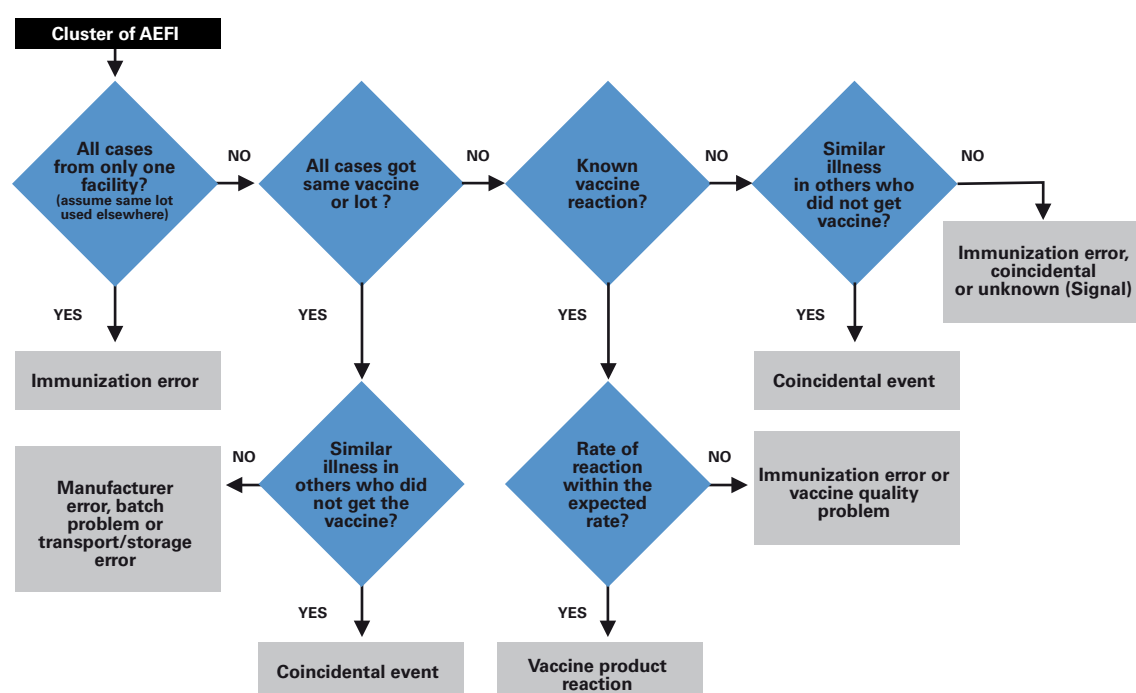 Cluster of AEFI
All cases
from only one
facility?
(assume same lot
used elsewhere)
NO
All cases got
same vaccine
or lot ?
NO
Known
vaccine
reaction?
NO
Similar
illness
in others who
did not get
vaccine?
NO
Immunization error,
coincidental
or unknown (Signal)
YES
YES
YES
YES
Immunization error
Coincidental event
Similar
illness in
others who did
not get the
vaccine?
NO
Manufacturer
error, batch
problem or
transport/storage
error
Rate of
reaction
within the
expected
rate?
NO
Immunization error or
vaccine quality
problem
YES
YES
Coincidental event
Vaccine product
reaction